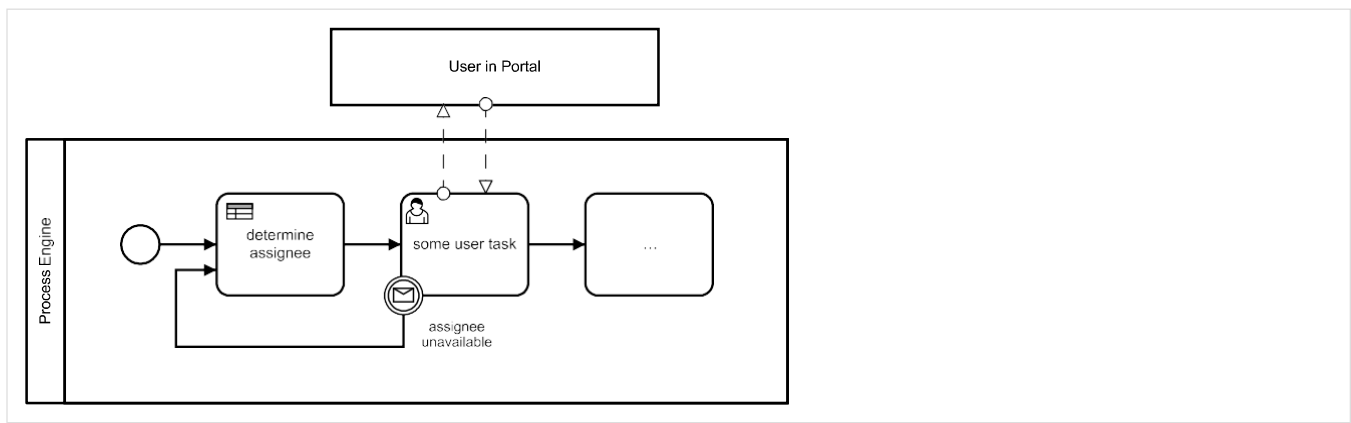 User in Portal
Process Engine
determine
assignee
some user task
...
assignee
unavailable